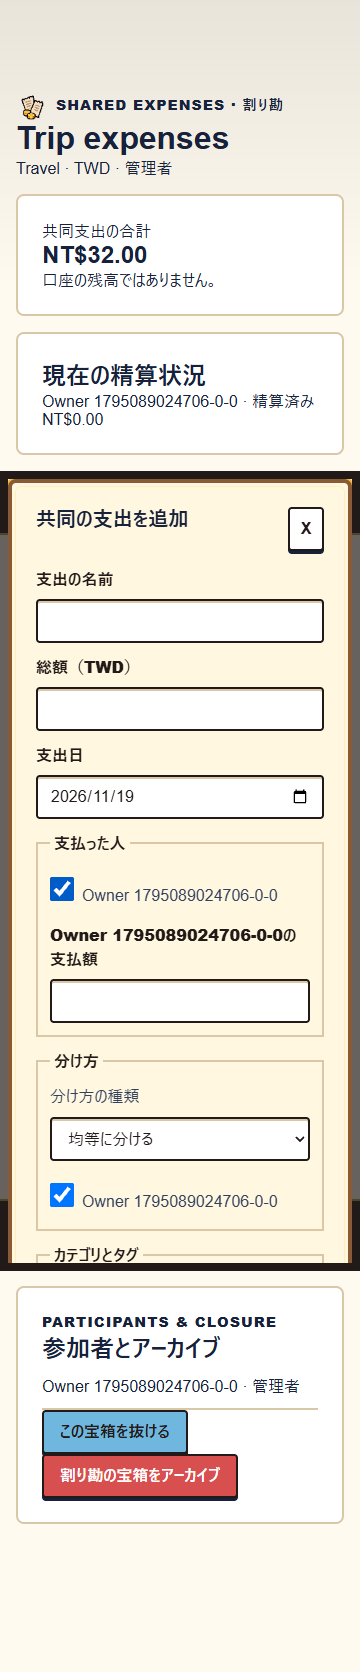 SHARED EXPENSES · 割り勘
Trip expenses
Travel · TWD · 管理者
共同支出の合計
NT$32.00
口座の残高ではありません。
現在の精算状況
Owner 1795089024706-0-0 · 精算済み
NT$0.00
共同の支出を追加
X
支出の名前
総額（TWD）
支出日
2026/11/19
支払った人
Owner 1795089024706-0-0
Owner 1795089024706-0-0の
支払額
分け方
分け方の種類
均等に分ける
Owner 1795089024706-0-0
カテゴリとタグ
PARTICIPANTS & CLOSURE
参加者とアーカイブ
Owner 1795089024706-0-0 · 管理者
この宝箱を抜ける
割り勘の宝箱をアーカイブ